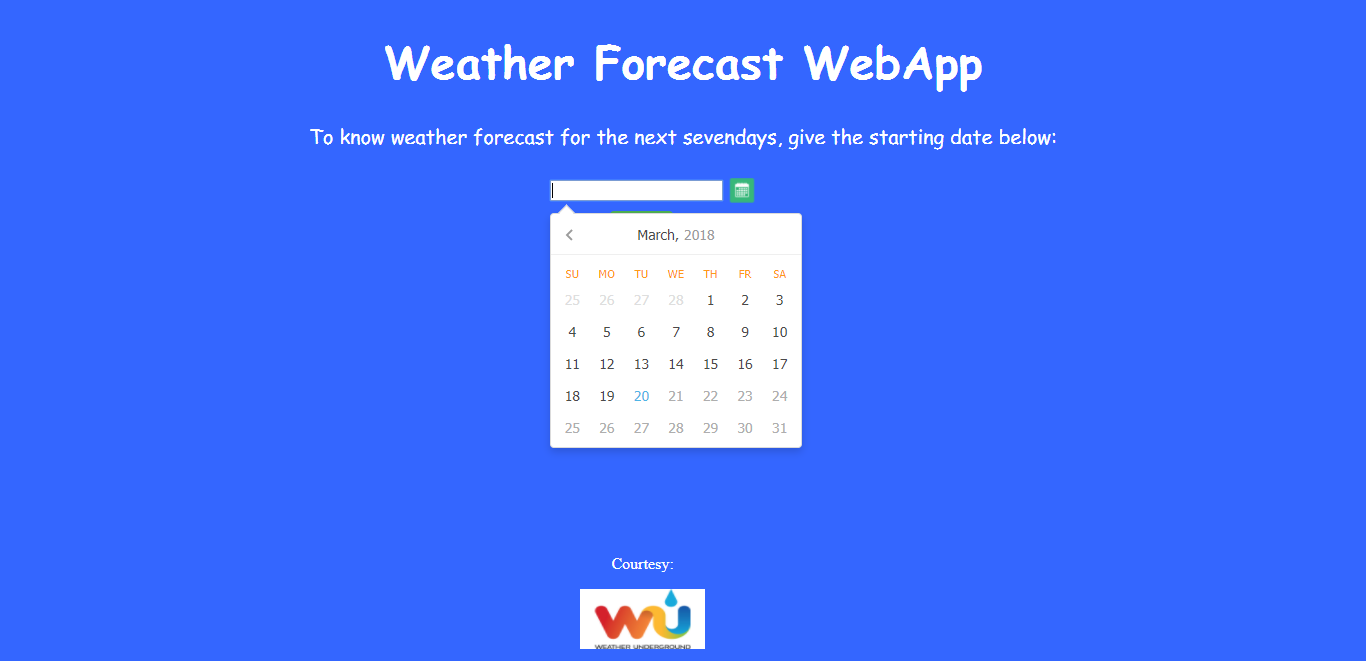 Weather Forecast WebApp
To know weather forecast for the next sevendays, give the starting date below:
March, 2018
SU MO TU WE TH FR SA
25 26 27 28 1 2 3
4 5 6 7 8 9 10
11 12 13 14 15 16 17
18 19 20 21 22 23 24
25 26 27 28 29 30 31
Courtesy:
WU
WEATHER UNDERGROUND